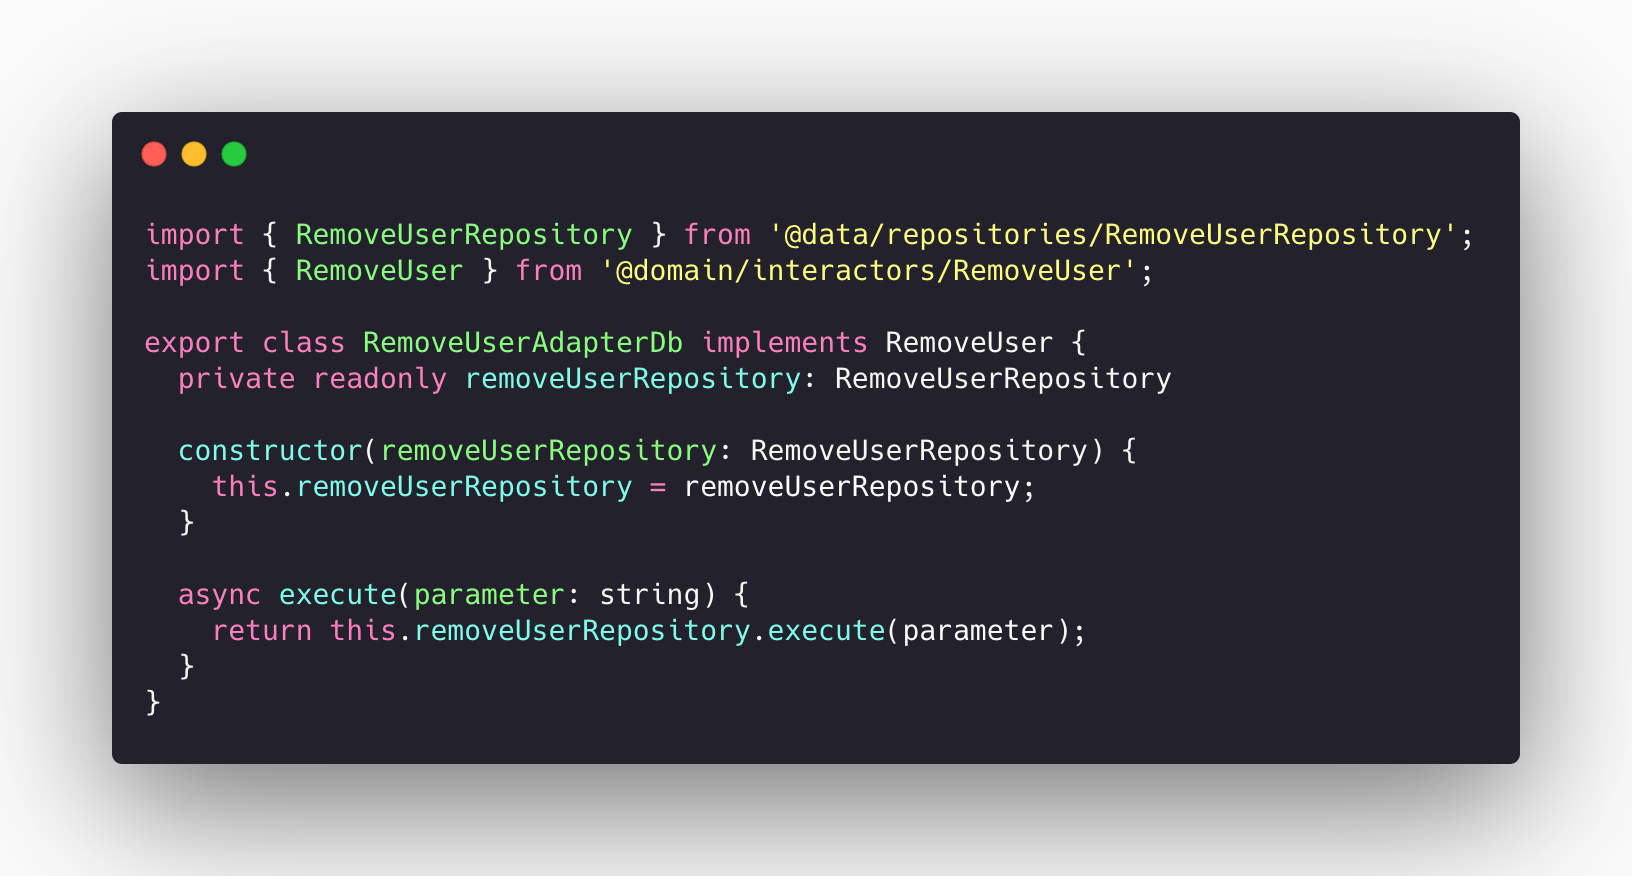 import { RemoveUserRepository } from '@data/repositories/RemoveUserRepository';
import { RemoveUser } from '@domain/interactors/RemoveUser';

export class RemoveUserAdapterDb implements RemoveUser {
  private readonly removeUserRepository: RemoveUserRepository

  constructor(removeUserRepository: RemoveUserRepository) {
    this.removeUserRepository = removeUserRepository;
  }

  async execute(parameter: string) {
    return this.removeUserRepository.execute(parameter);
  }
}